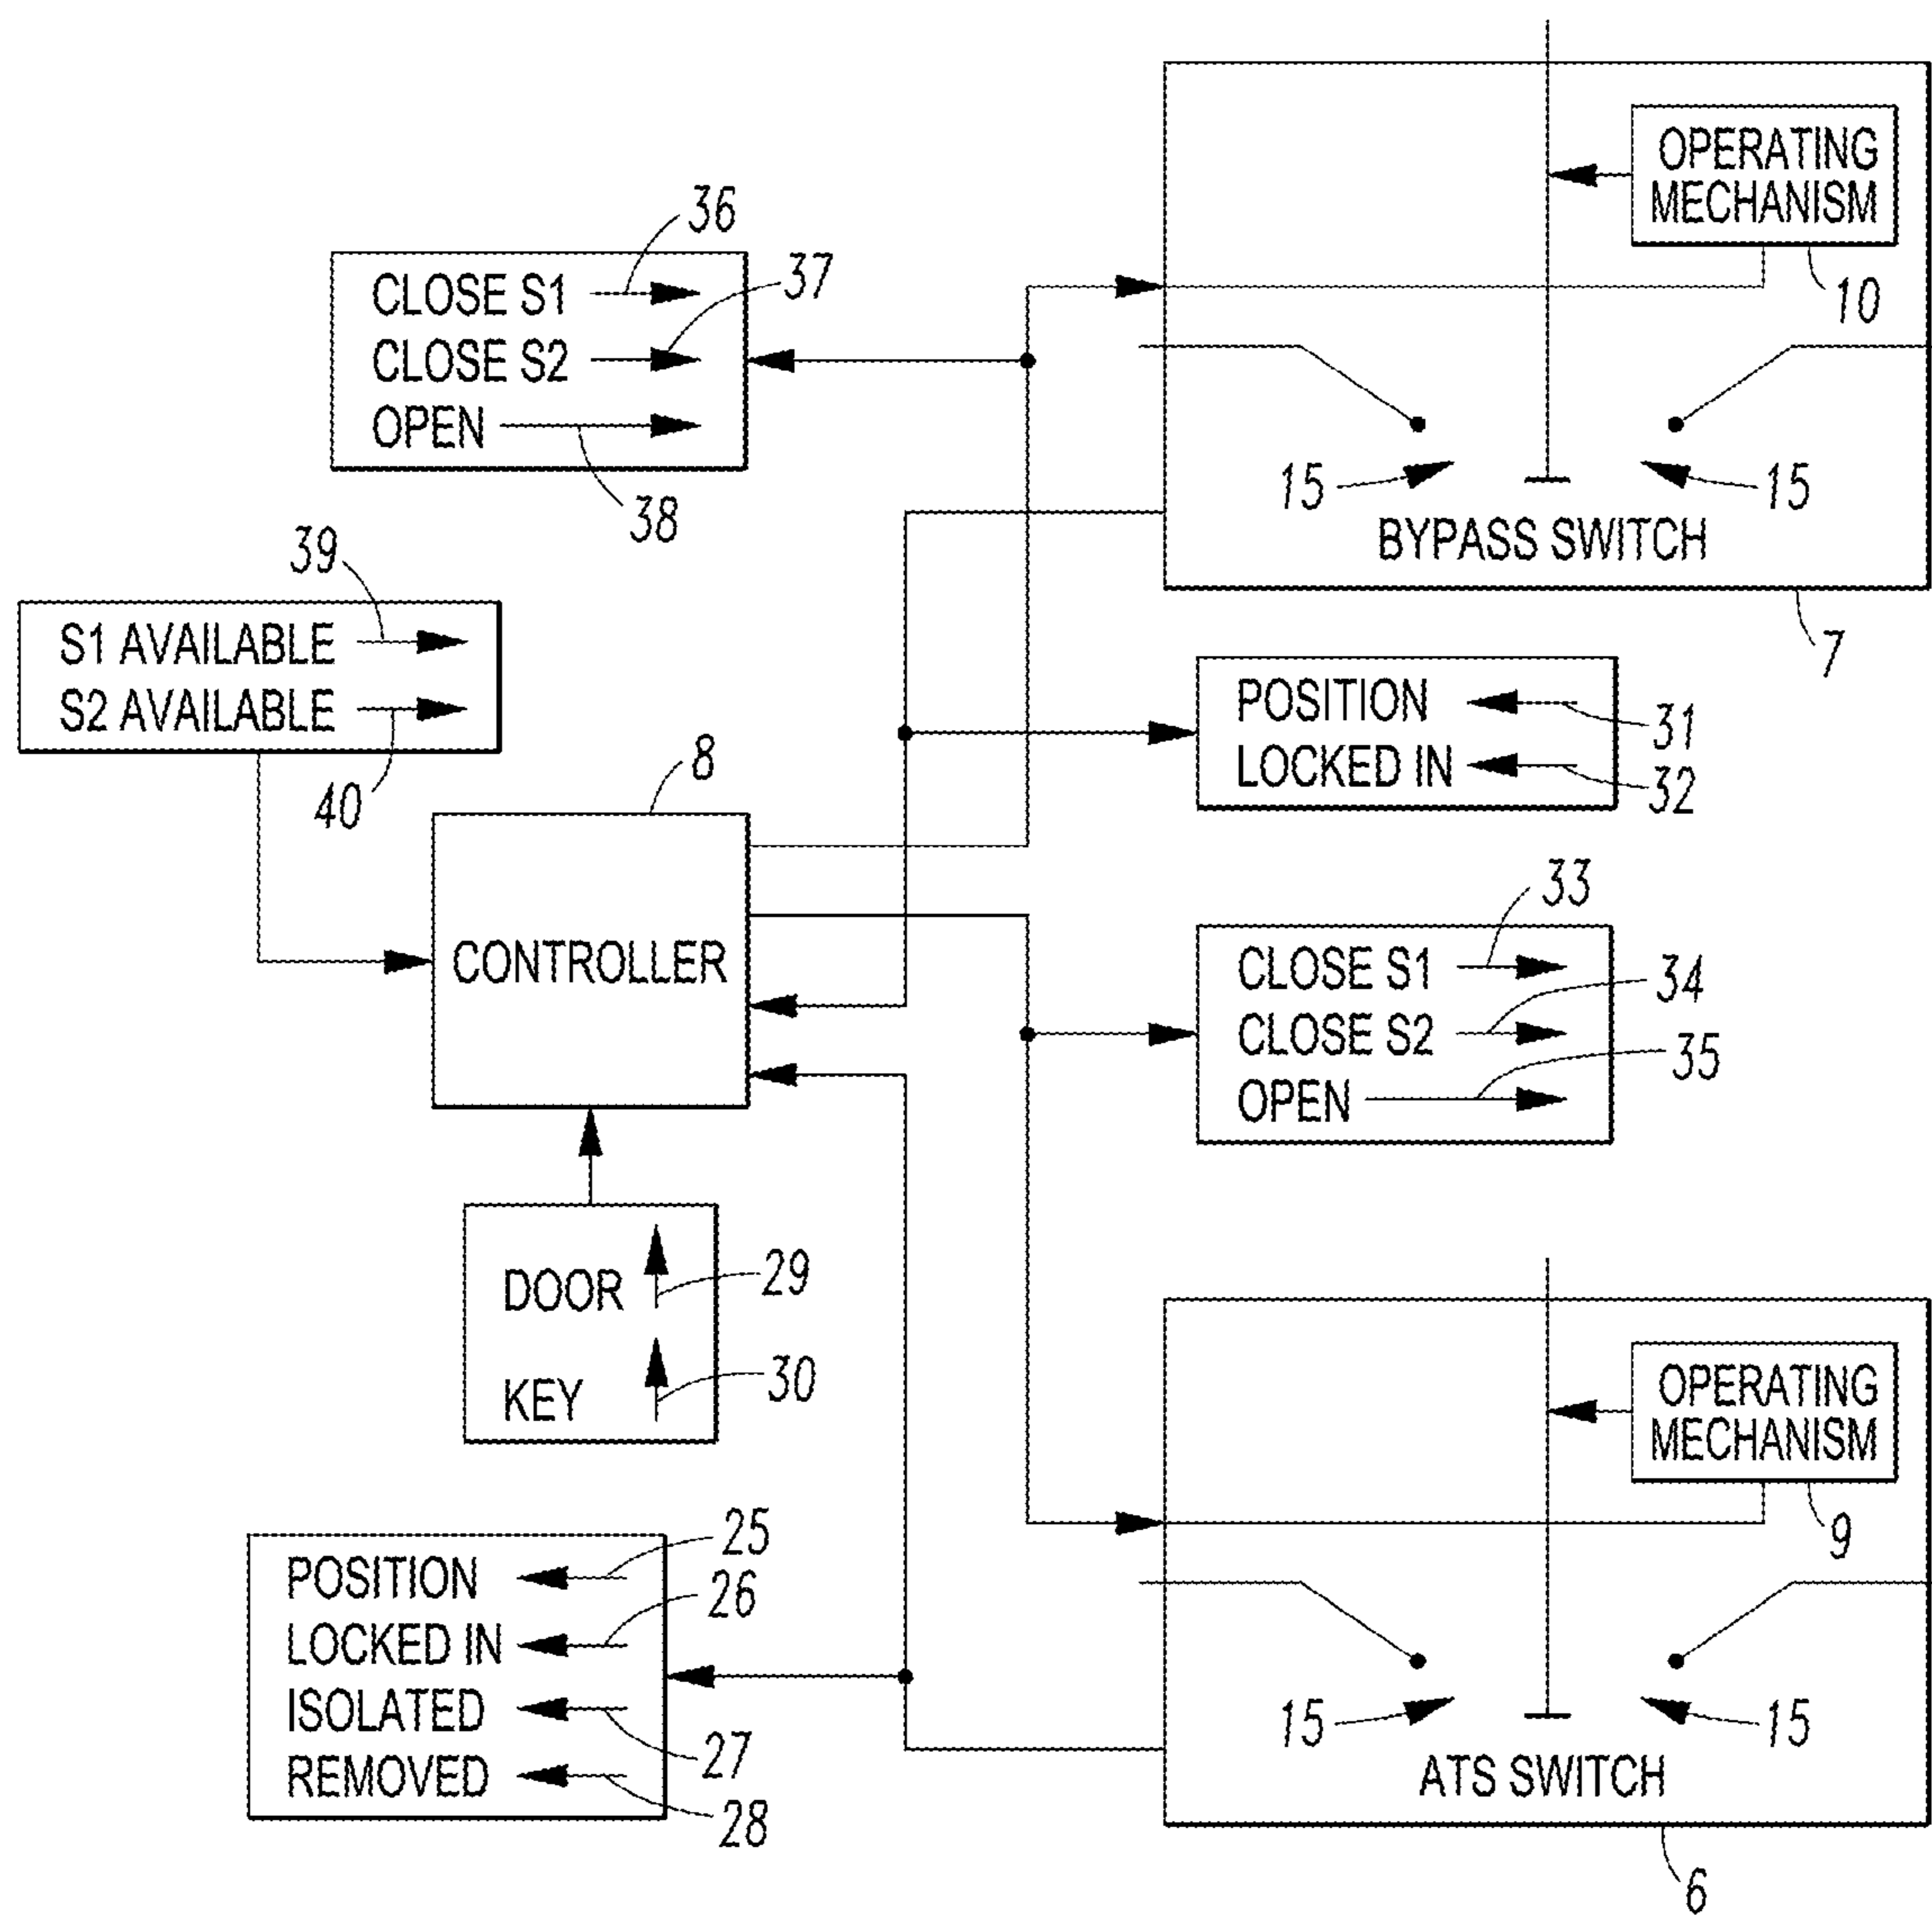 OPERATING
MECHANISM
10
36
CLOSE S1
37
CLOSE S2
OPEN
38
15
15
BYPASS SWITCH
7
39
S1 AVAILABLE
S2 AVAILABLE
40
POSITION
31
LOCKED IN
32
8
CONTROLLER
33
CLOSE S1
34
CLOSE S2
35
OPEN
DOOR
29
KEY
30
OPERATING
MECHANISM
9
25
POSITION
26
LOCKED IN
ISOLATED
27
REMOVED
28
15
15
ATS SWITCH
6